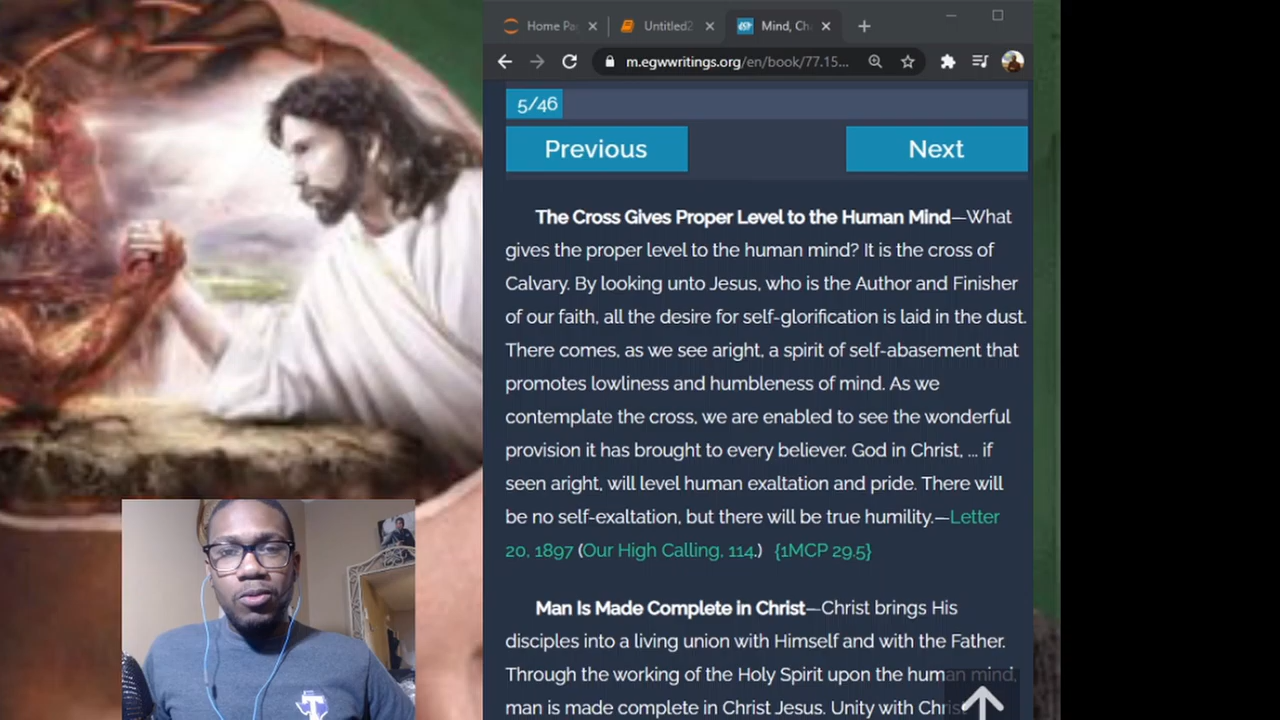 Home Pa
Untitled2
Mind, Ch
m.egwwritings.org/en/book/77.15...
5/46
Previous
Next
The Cross Gives Proper Level to the Human Mind—What
gives the proper level to the human mind? It is the cross of
Calvary. By looking unto Jesus, who is the Author and Finisher
of our faith, all the desire for self-glorification is laid in the dust.
There comes, as we see aright, a spirit of self-abasement that
promotes lowliness and humbleness of mind. As we
contemplate the cross, we are enabled to see the wonderful
provision it has brought to every believer. God in Christ, ... if
seen aright, will level human exaltation and pride. There will
be no self-exaltation, but there will be true humility.—Letter
20, 1897 (Our High Calling, 114.) {1MCP 29.5}
Man Is Made Complete in Christ—Christ brings His
disciples into a living union with Himself and with the Father.
Through the working of the Holy Spirit upon the human mind,
man is made complete in Christ Jesus. Unity with Chri